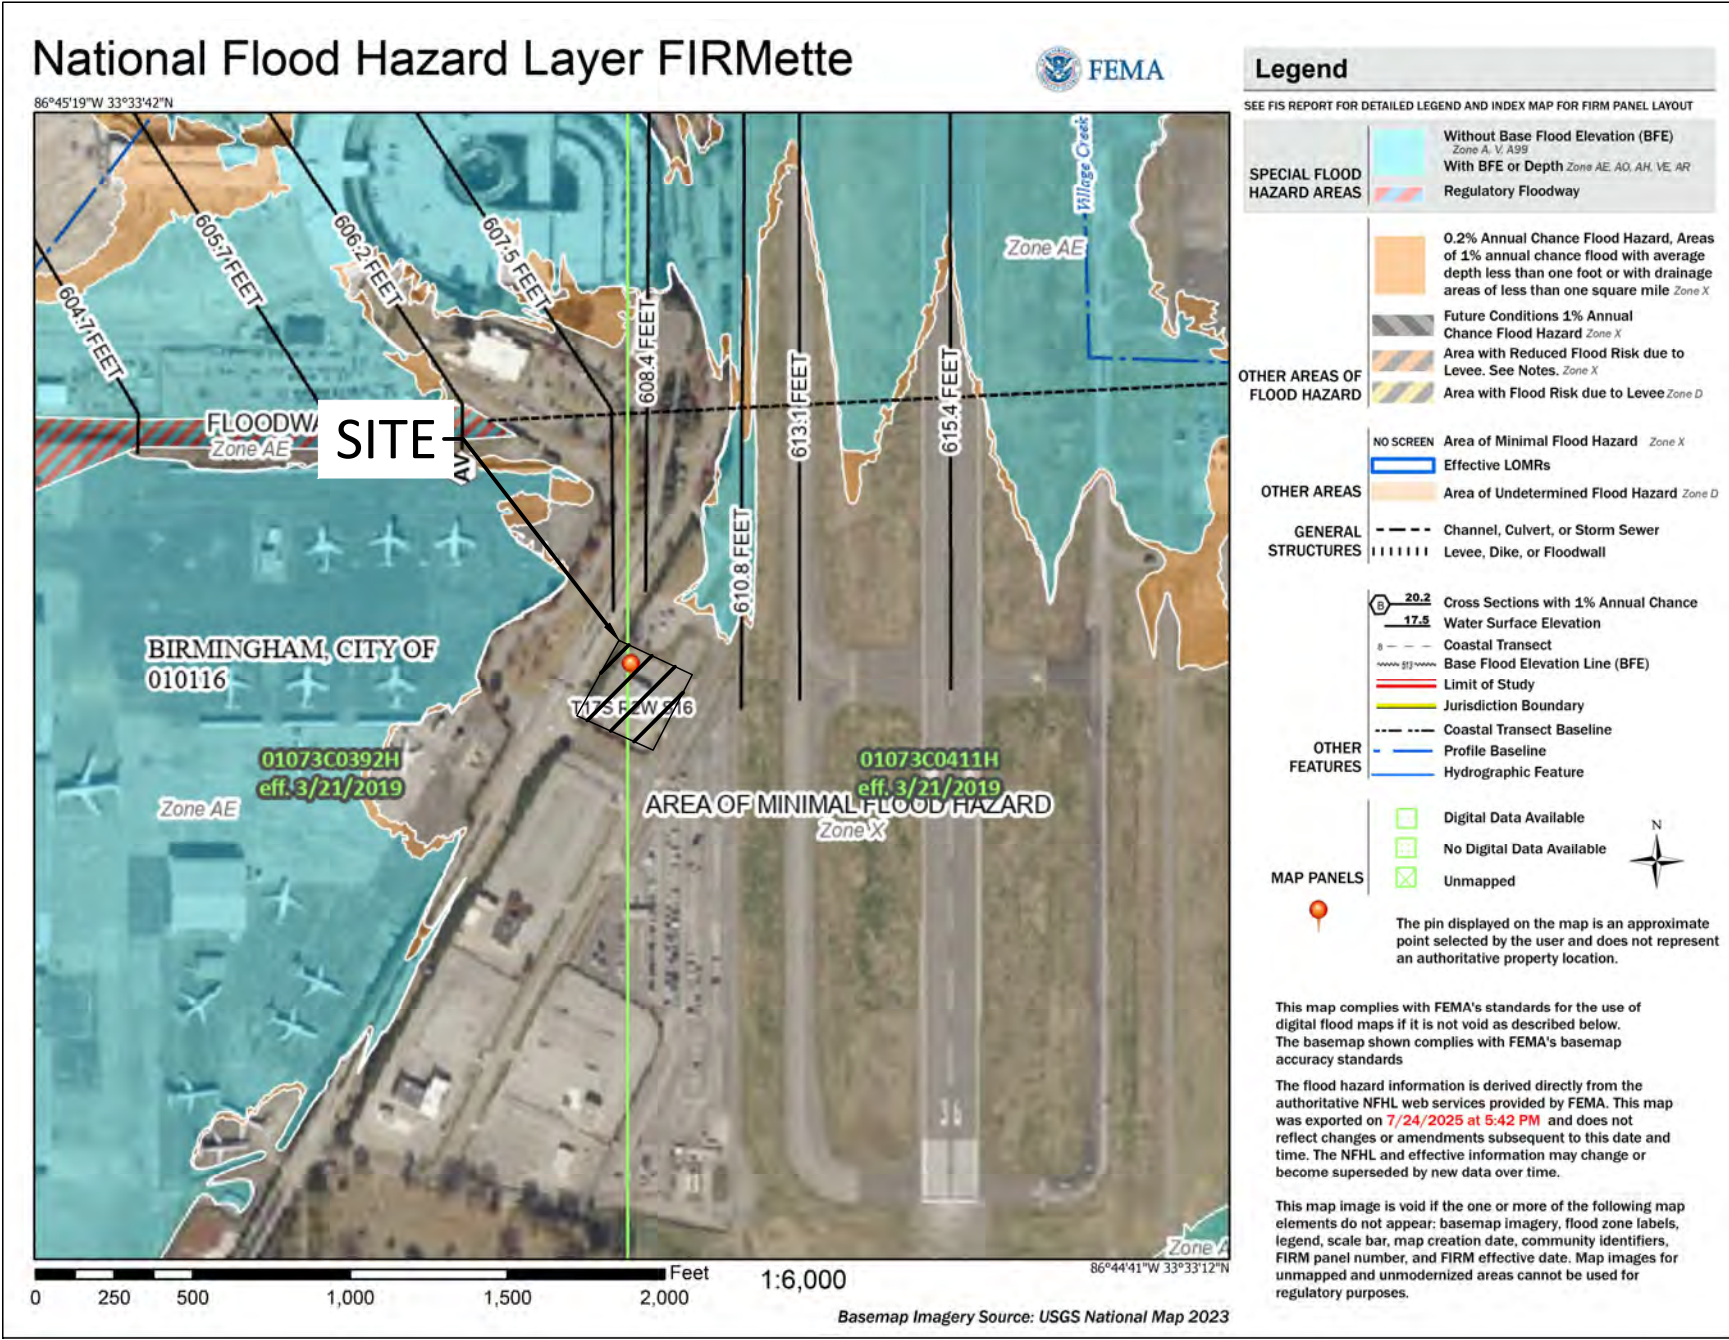 National Flood Hazard Layer FIRMette
FEMA
86°45'19"W 33°33'42"N
604.7 FEET
605.7 FEET
606.2 FEET
607.5 FEET
608.4 FEET
610.8 FEET
613.1 FEET
615.4 FEET
Village Creek
Zone AE
FLOODWA
Zone AE
SITE
AV
BIRMINGHAM, CITY OF
010116
T17S R2W S16
01073C0392H
eff. 3/21/2019
Zone AE
01073C0411H
eff. 3/21/2019
AREA OF MINIMAL FLOOD HAZARD
Zone X
36
Zone A
0 250 500 1,000 1,500 2,000
Feet
1:6,000
86°44'41"W 33°33'12"N
Basemap Imagery Source: USGS National Map 2023
Legend
SEE FIS REPORT FOR DETAILED LEGEND AND INDEX MAP FOR FIRM PANEL LAYOUT
SPECIAL FLOOD
HAZARD AREAS
Without Base Flood Elevation (BFE)
Zone A, V, A99
With BFE or Depth Zone AE, AO, AH, VE, AR
Regulatory Floodway
OTHER AREAS OF
FLOOD HAZARD
0.2% Annual Chance Flood Hazard, Areas
of 1% annual chance flood with average
depth less than one foot or with drainage
areas of less than one square mile Zone X
Future Conditions 1% Annual
Chance Flood Hazard Zone X
Area with Reduced Flood Risk due to
Levee. See Notes. Zone X
Area with Flood Risk due to Levee Zone D
OTHER AREAS
NO SCREEN Area of Minimal Flood Hazard Zone X
Effective LOMRs
Area of Undetermined Flood Hazard Zone D
GENERAL
STRUCTURES
Channel, Culvert, or Storm Sewer
Levee, Dike, or Floodwall
OTHER
FEATURES
B 20.2 Cross Sections with 1% Annual Chance
17.5 Water Surface Elevation
8 Coastal Transect
513 Base Flood Elevation Line (BFE)
Limit of Study
Jurisdiction Boundary
Coastal Transect Baseline
Profile Baseline
Hydrographic Feature
MAP PANELS
Digital Data Available
No Digital Data Available
Unmapped
N
The pin displayed on the map is an approximate
point selected by the user and does not represent
an authoritative property location.
This map complies with FEMA's standards for the use of
digital flood maps if it is not void as described below.
The basemap shown complies with FEMA's basemap
accuracy standards
The flood hazard information is derived directly from the
authoritative NFHL web services provided by FEMA. This map
was exported on 7/24/2025 at 5:42 PM and does not
reflect changes or amendments subsequent to this date and
time. The NFHL and effective information may change or
become superseded by new data over time.
This map image is void if the one or more of the following map
elements do not appear: basemap imagery, flood zone labels,
legend, scale bar, map creation date, community identifiers,
FIRM panel number, and FIRM effective date. Map images for
unmapped and unmodernized areas cannot be used for
regulatory purposes.